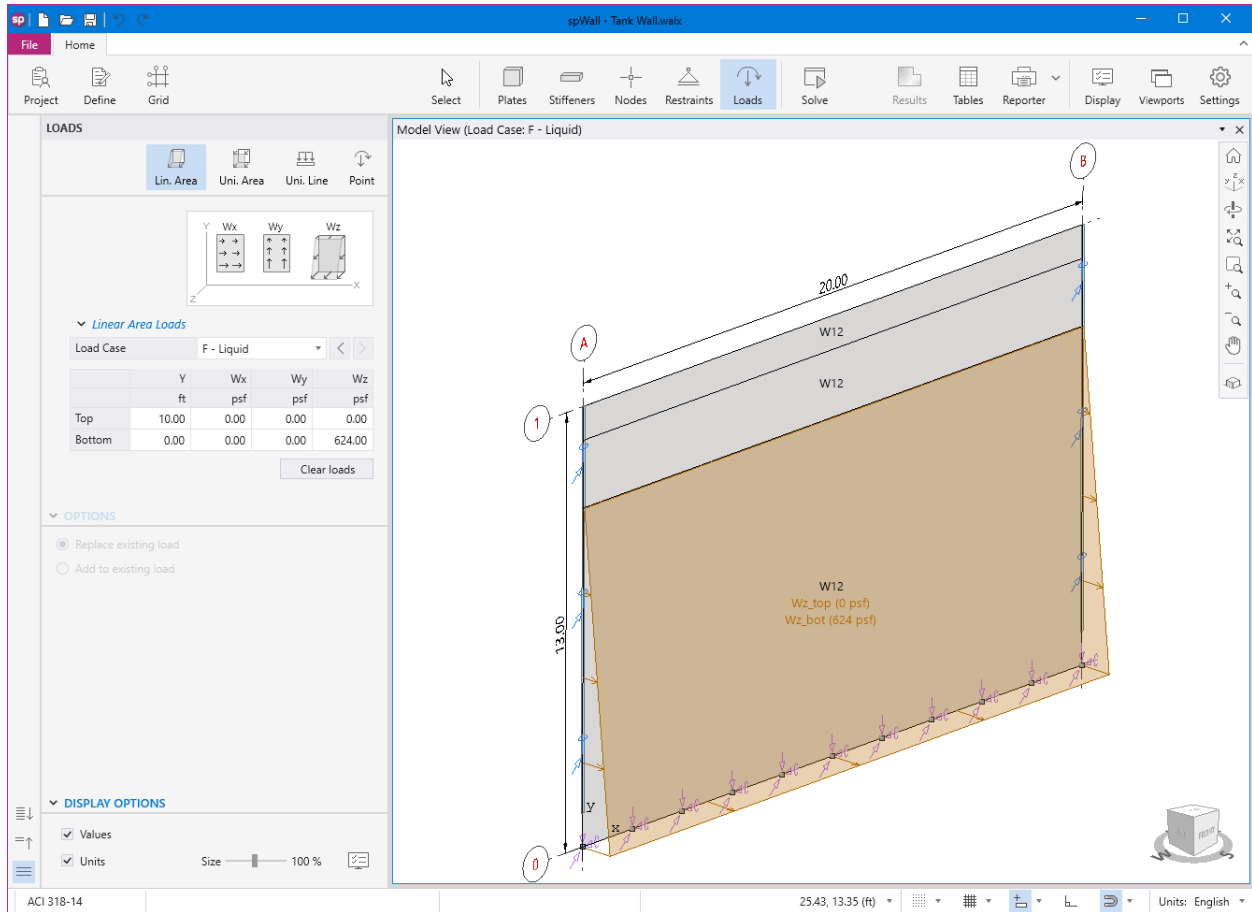 sp
spWall - Tank Wall.walx
File Home
Project Define Grid Select Plates Stiffeners Nodes Restraints Loads Solve Results Tables Reporter Display Viewports Settings
LOADS
Lin. Area Uni. Area Uni. Line Point
Y Wx Wy Wz
X
Z
Linear Area Loads
Load Case F - Liquid
Y Wx Wy Wz
ft psf psf psf
Top 10.00 0.00 0.00 0.00
Bottom 0.00 0.00 0.00 624.00
Clear loads
OPTIONS
Replace existing load
Add to existing load
DISPLAY OPTIONS
Values
Units Size 100 %
Model View (Load Case: F - Liquid)
B
20.00
A
W12
1
W12
W12
Wz_top (0 psf)
Wz_bot (624 psf)
13.00
y
x
0
z
y x
FRONT
W S
ACI 318-14 25.43, 13.35 (ft) Units: English